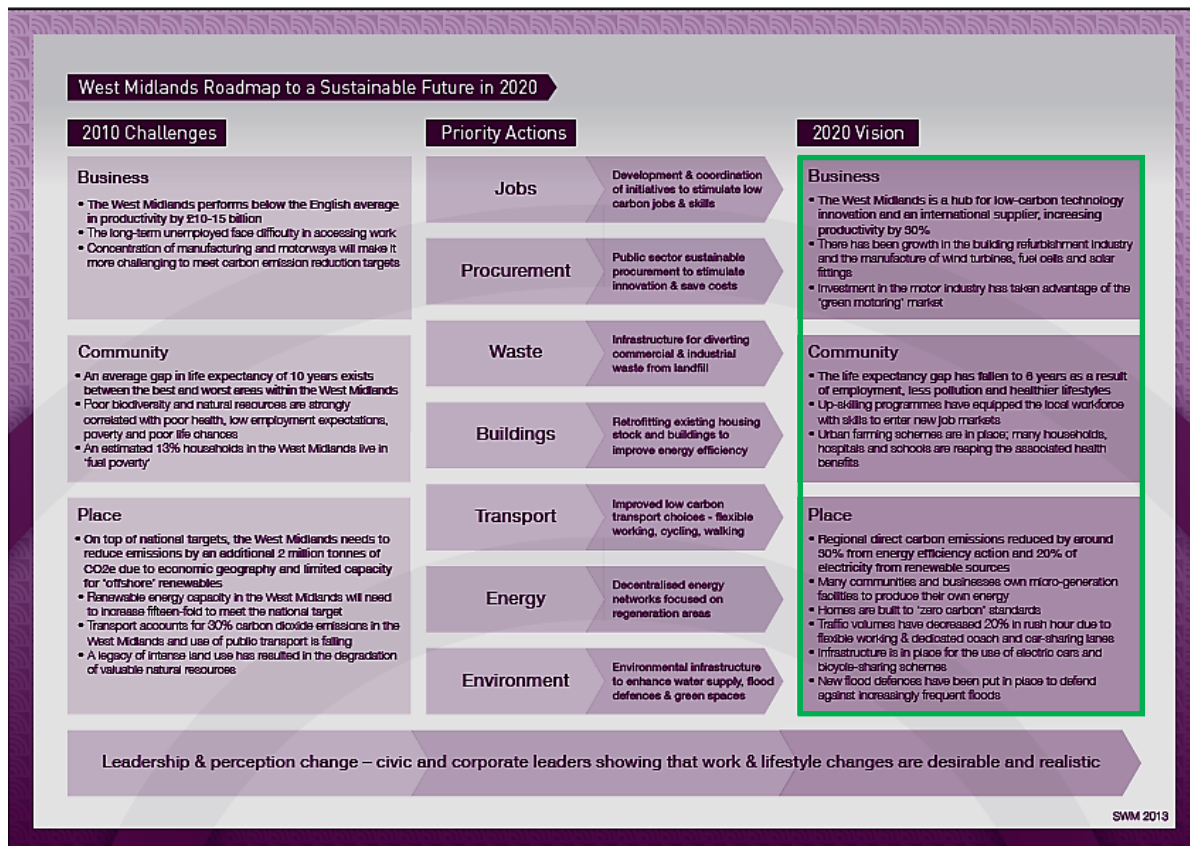 West Midlands Roadmap to a Sustainable Future in 2020
2010 Challenges
Business
• The West Midlands performs below the English average
in productivity by £10-15 billion
• The long-term unemployed face difficulty in accessing work
• Concentration of manufacturing and motorways will make it
more challenging to meet carbon emission reduction targets
Community
• An average gap in life expectancy of 10 years exists
between the best and worst areas within the West Midlands
• Poor biodiversity and natural resources are strongly
correlated with poor health, low employment expectations,
poverty and poor life chances
• An estimated 13% households in the West Midlands live in
'fuel poverty'
Place
• On top of national targets, the West Midlands needs to
reduce emissions by an additional 2 million tonnes of
CO2e due to economic geography and limited capacity
for 'offshore' renewables
• Renewable energy capacity in the West Midlands will need
to increase fifteen-fold to meet the national target
• Transport accounts for 30% carbon dioxide emissions in the
West Midlands and use of public transport is falling
• A legacy of intense land use has resulted in the degradation
of valuable natural resources
Priority Actions
Jobs
Development & coordination
of initiatives to stimulate low
carbon jobs & skills
Procurement
Public sector sustainable
procurement to stimulate
innovation & save costs
Waste
Infrastructure for diverting
commercial & industrial
waste from landfill
Buildings
Retrofitting existing housing
stock and buildings to
improve energy efficiency
Transport
Improved low carbon
transport choices - flexible
working, cycling, walking
Energy
Decentralised energy
networks focused on
regeneration areas
Environment
Environmental infrastructure
to enhance water supply, flood
defences & green spaces
2020 Vision
Business
• The West Midlands is a hub for low-carbon technology
innovation and an international supplier, increasing
productivity by 30%
• There has been growth in the building refurbishment industry
and the manufacture of wind turbines, fuel cells and solar
fittings
• Investment in the motor industry has taken advantage of the
'green motoring' market
Community
• The life expectancy gap has fallen to 6 years as a result
of employment, less pollution and healthier lifestyles
• Up-skilling programmes have equipped the local workforce
with skills to enter new job markets
• Urban farming schemes are in place; many households,
hospitals and schools are reaping the associated health
benefits
Place
• Regional direct carbon emissions reduced by around
30% from energy efficiency action and 20% of
electricity from renewable sources
• Many communities and businesses own micro-generation
facilities to produce their own energy
• Homes are built to 'zero carbon' standards
• Traffic volumes have decreased 20% in rush hour due to
flexible working & dedicated coach and car-sharing lanes
• Infrastructure is in place for the use of electric cars and
bicycle-sharing schemes
• New flood defences have been put in place to defend
against increasingly frequent floods
Leadership & perception change – civic and corporate leaders showing that work & lifestyle changes are desirable and realistic
SWM 2013